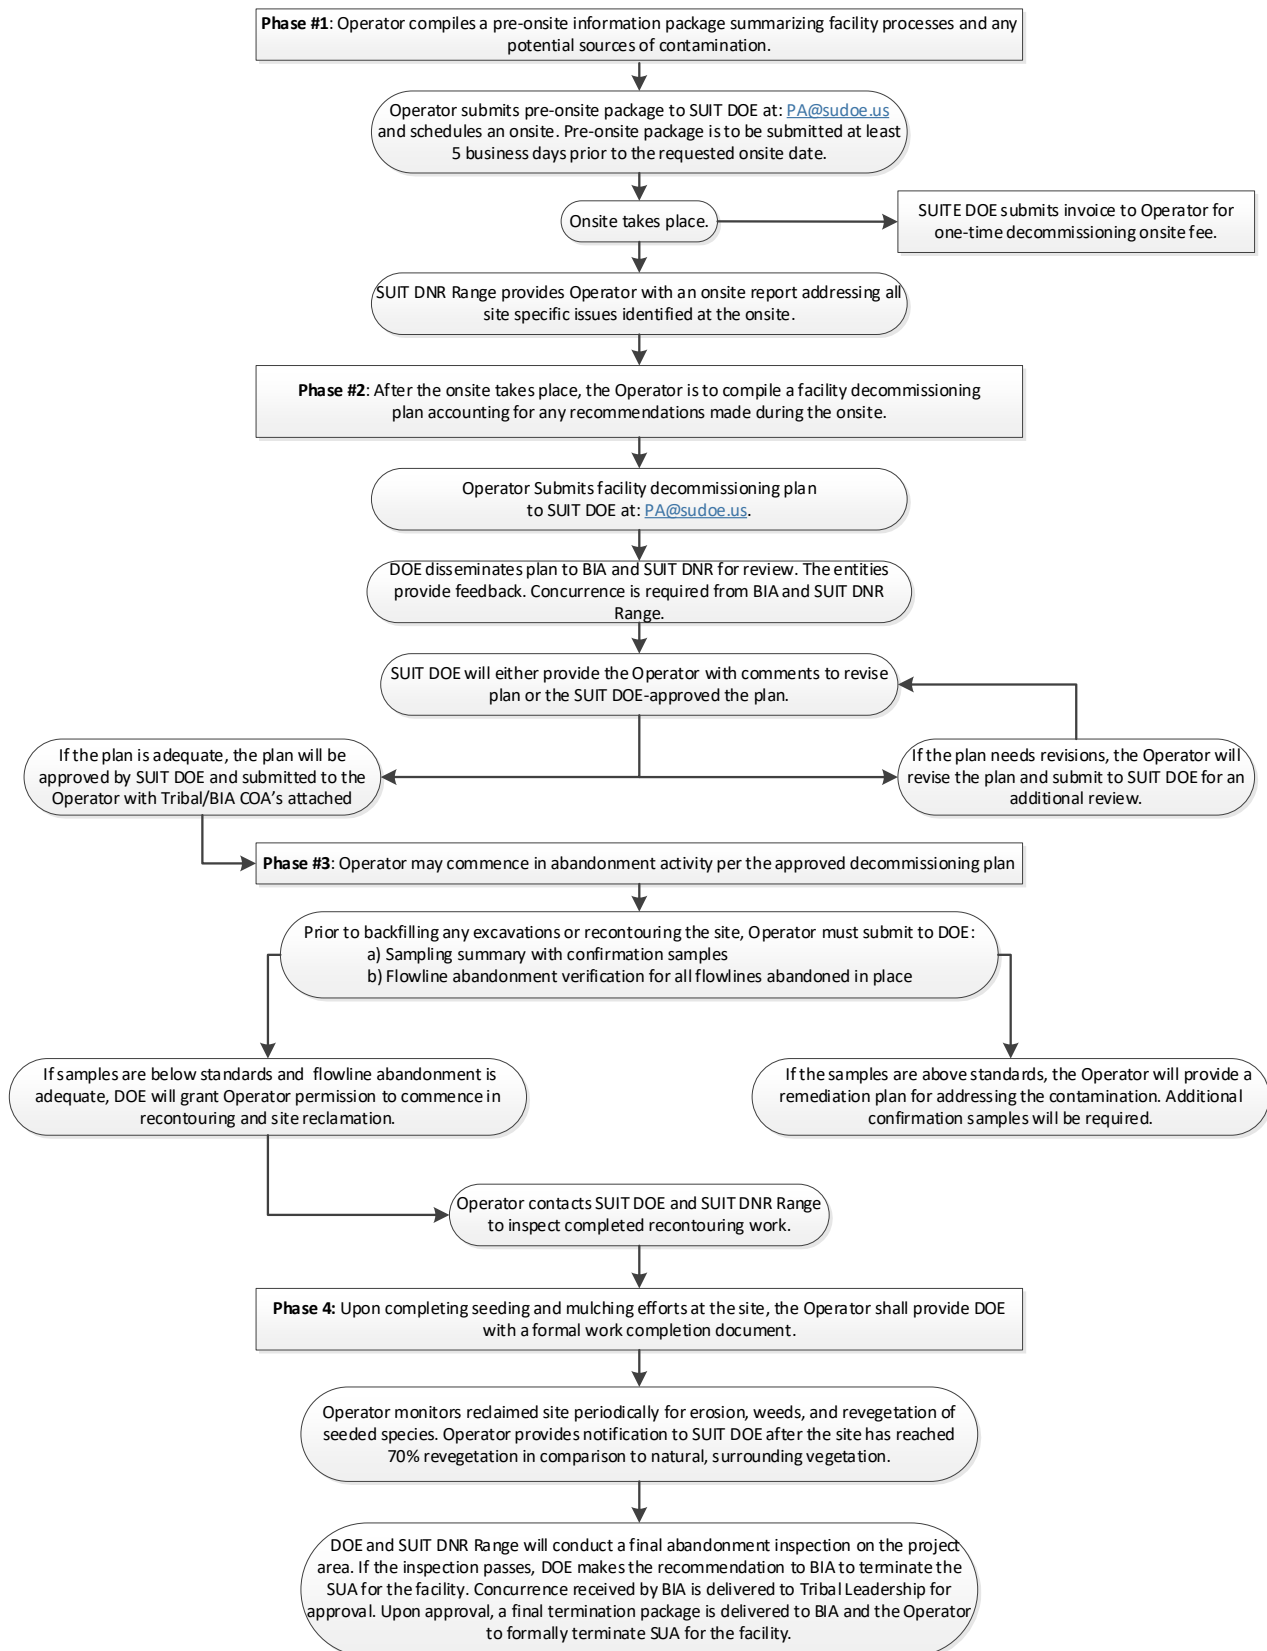 Phase #1: Operator compiles a pre-onsite information package summarizing facility processes and any
potential sources of contamination.
Operator submits pre-onsite package to SUIT DOE at: PA@sudoe.us
and schedules an onsite. Pre-onsite package is to be submitted at least
5 business days prior to the requested onsite date.
Onsite takes place.
SUITE DOE submits invoice to Operator for
one-time decommissioning onsite fee.
SUIT DNR Range provides Operator with an onsite report addressing all
site specific issues identified at the onsite.
Phase #2: After the onsite takes place, the Operator is to compile a facility decommissioning
plan accounting for any recommendations made during the onsite.
Operator Submits facility decommissioning plan
to SUIT DOE at: PA@sudoe.us.
DOE disseminates plan to BIA and SUIT DNR for review. The entities
provide feedback. Concurrence is required from BIA and SUIT DNR
Range.
SUIT DOE will either provide the Operator with comments to revise
plan or the SUIT DOE-approved the plan.
If the plan is adequate, the plan will be
approved by SUIT DOE and submitted to the
Operator with Tribal/BIA COA's attached
If the plan needs revisions, the Operator will
revise the plan and submit to SUIT DOE for an
additional review.
Phase #3: Operator may commence in abandonment activity per the approved decommissioning plan
Prior to backfilling any excavations or recontouring the site, Operator must submit to DOE:
a) Sampling summary with confirmation samples
b) Flowline abandonment verification for all flowlines abandoned in place
If samples are below standards and flowline abandonment is
adequate, DOE will grant Operator permission to commence in
recontouring and site reclamation.
If the samples are above standards, the Operator will provide a
remediation plan for addressing the contamination. Additional
confirmation samples will be required.
Operator contacts SUIT DOE and SUIT DNR Range
to inspect completed recontouring work.
Phase 4: Upon completing seeding and mulching efforts at the site, the Operator shall provide DOE
with a formal work completion document.
Operator monitors reclaimed site periodically for erosion, weeds, and revegetation of
seeded species. Operator provides notification to SUIT DOE after the site has reached
70% revegetation in comparison to natural, surrounding vegetation.
DOE and SUIT DNR Range will conduct a final abandonment inspection on the project
area. If the inspection passes, DOE makes the recommendation to BIA to terminate the
SUA for the facility. Concurrence received by BIA is delivered to Tribal Leadership for
approval. Upon approval, a final termination package is delivered to BIA and the Operator
to formally terminate SUA for the facility.